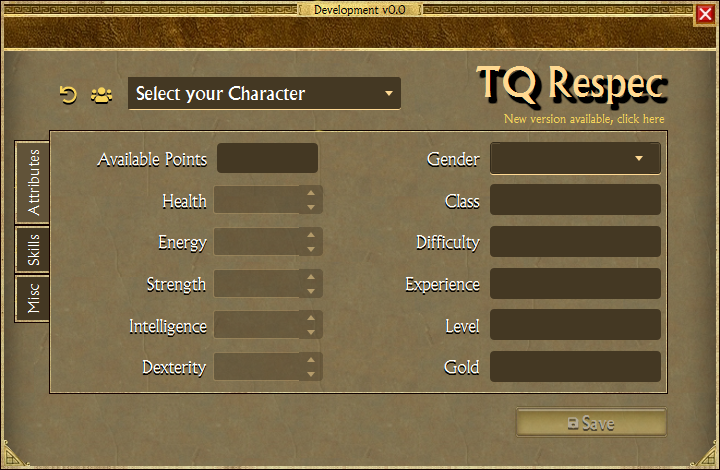 Development v0.0
Select your Character
TQ Respec
New version available, click here
Attributes
Skills
Misc
Available Points
Health
Energy
Strength
Intelligence
Dexterity
Gender
Class
Difficulty
Experience
Level
Gold
Save